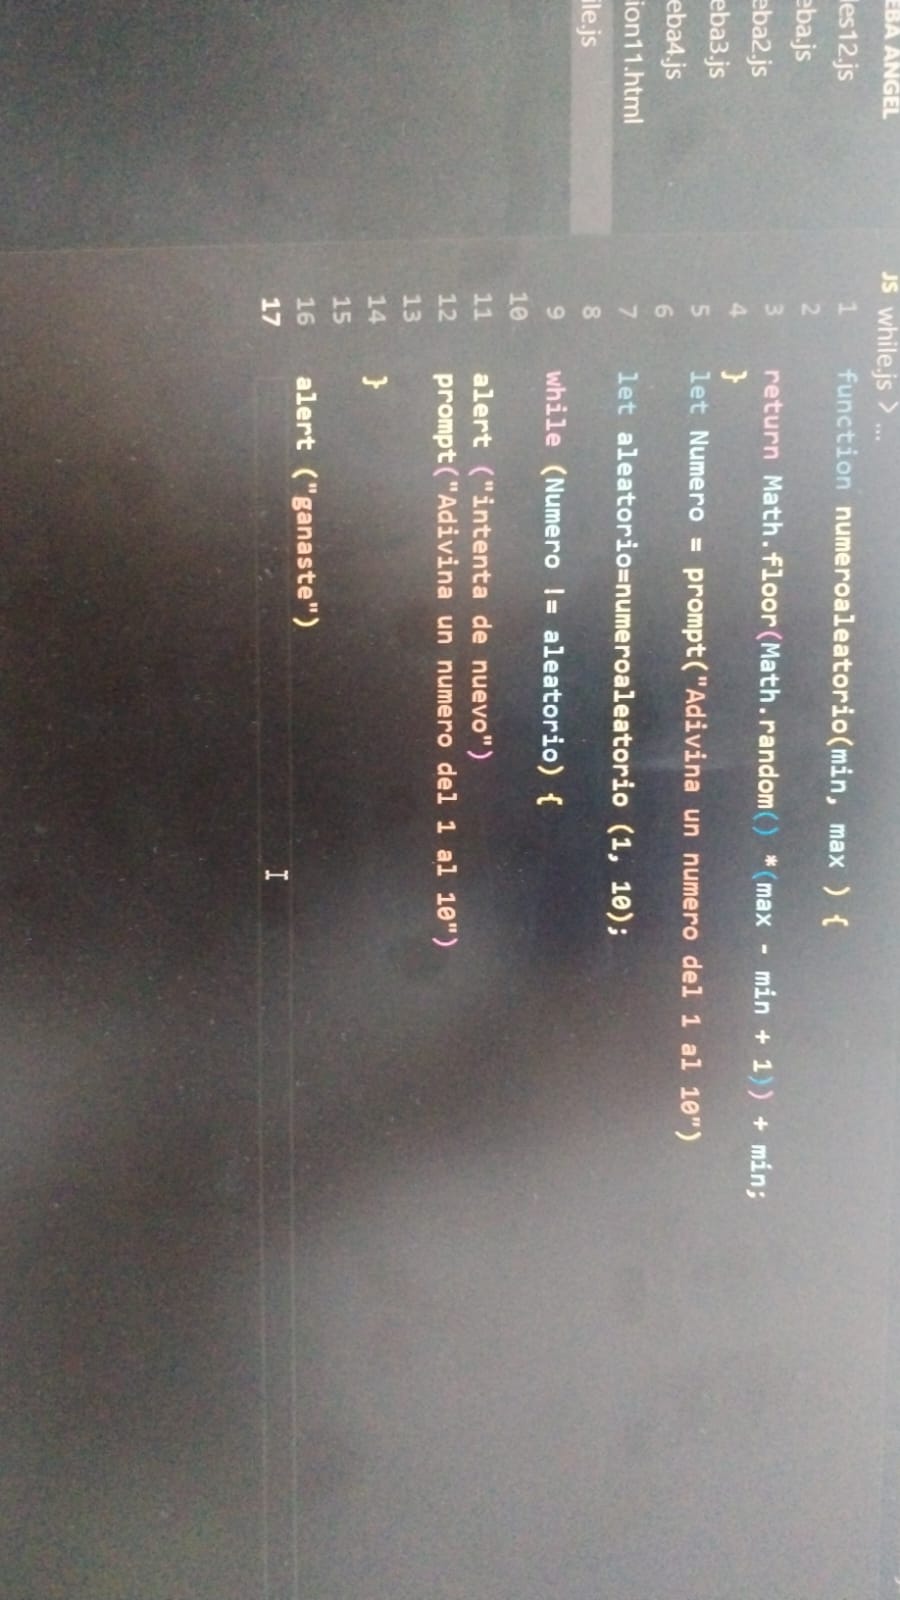 EBA ANGEL
les12.js
eba.js
eba2.js
eba3.js
eba4.js
ion11.html
ile.js
JS while.js > ...
1 function numeroaleatorio(min, max ) {
2
3 return Math.floor(Math.random() *(max - min + 1)) + min;
4 }
5 let Numero = prompt("Adivina un numero del 1 al 10")
6
7 let aleatorio=numeroaleatorio (1, 10);
8
9 while (Numero != aleatorio) {
10
11 alert ("intenta de nuevo")
12 prompt("Adivina un numero del 1 al 10")
13
14 }
15
16 alert ("ganaste")
17